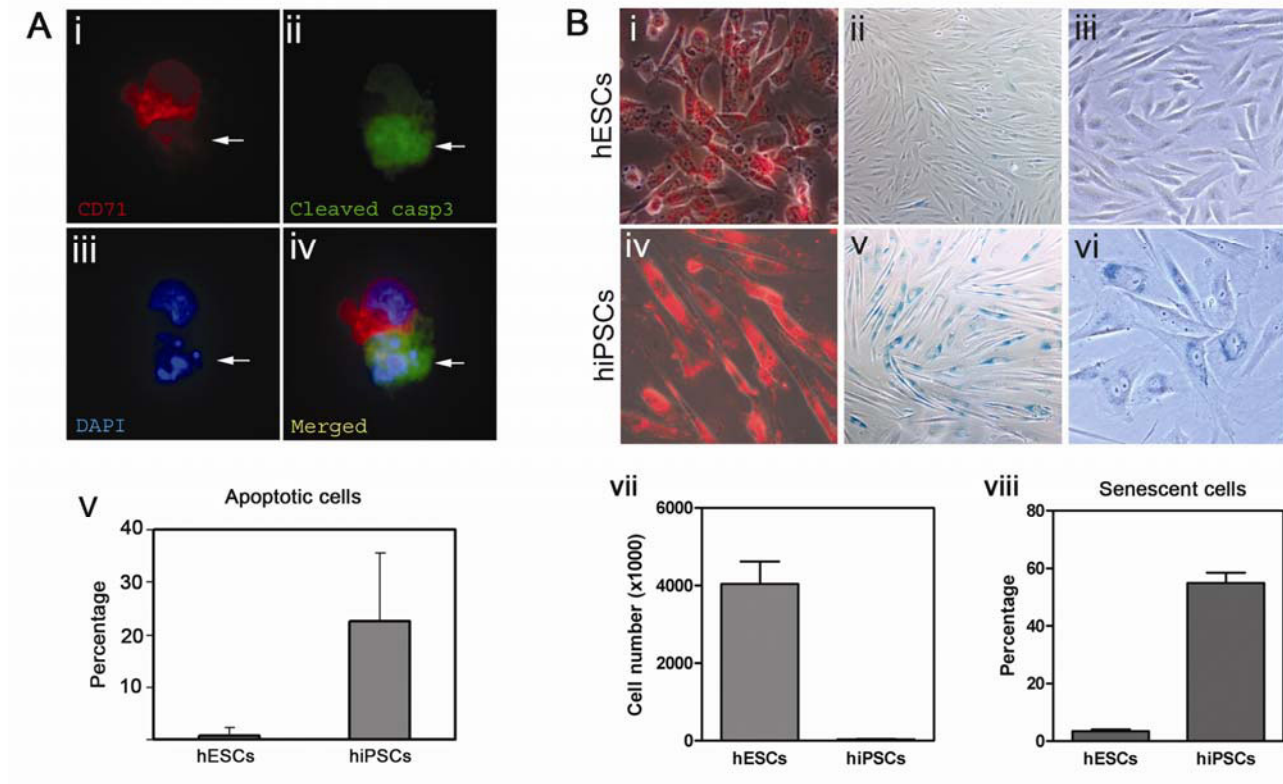 A
i
CD71
ii
Cleaved casp3
iii
DAPI
iv
Merged
v
Apoptotic cells
Percentage
40
30
20
10
hESCs
hiPSCs
B
hESCs
i
ii
iii
hiPSCs
iv
v
vi
vii
Cell number (x1000)
6000
4000
2000
0
hESCs
hiPSCs
viii
Senescent cells
Percentage
80
60
40
20
0
hESCs
hiPSCs